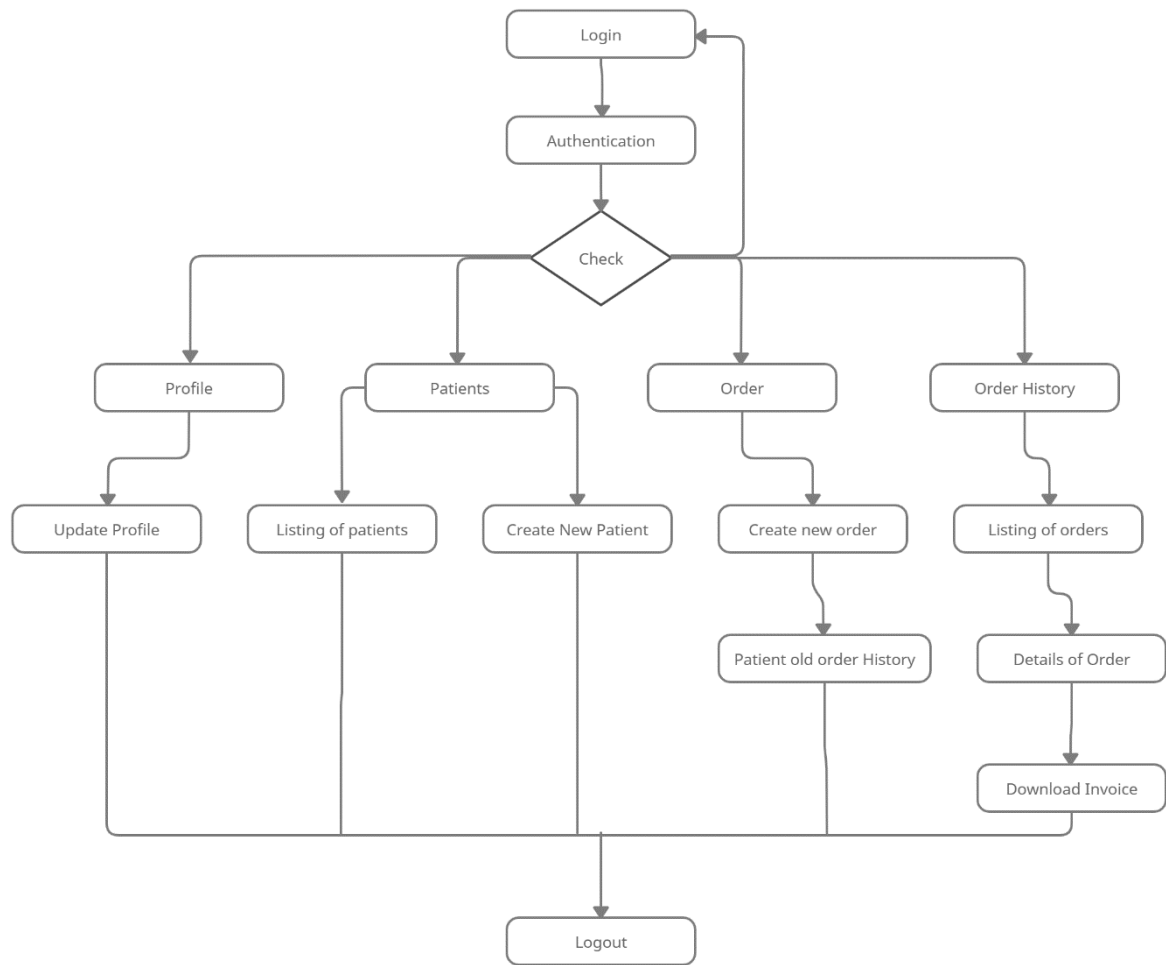 Login
Authentication
Check
Profile
Patients
Order
Order History
Update Profile
Listing of patients
Create New Patient
Create new order
Listing of orders
Patient old order History
Details of Order
Download Invoice
Logout